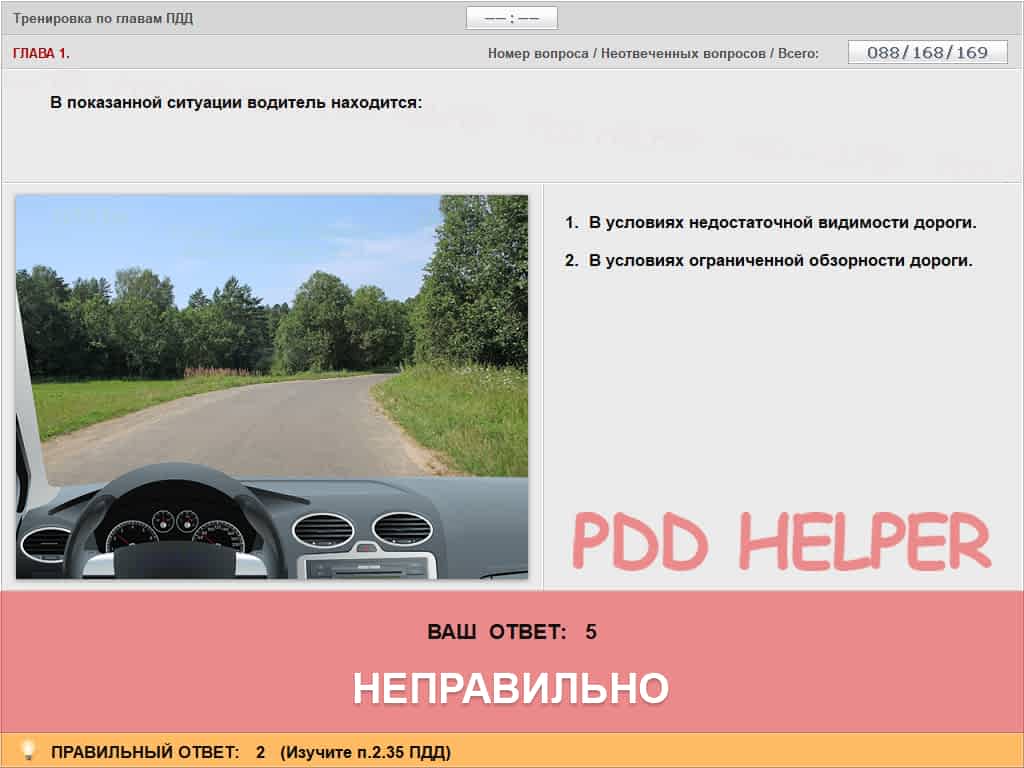 Тренировка по главам ПДД
—— : ——
ГЛАВА 1.
Номер вопроса / Неотвеченных вопросов / Всего: 088/168/169
В показанной ситуации водитель находится:
1. В условиях недостаточной видимости дороги.
2. В условиях ограниченной обзорности дороги.
PDD HELPER
ВАШ ОТВЕТ: 5
НЕПРАВИЛЬНО
ПРАВИЛЬНЫЙ ОТВЕТ: 2 (Изучите п.2.35 ПДД)